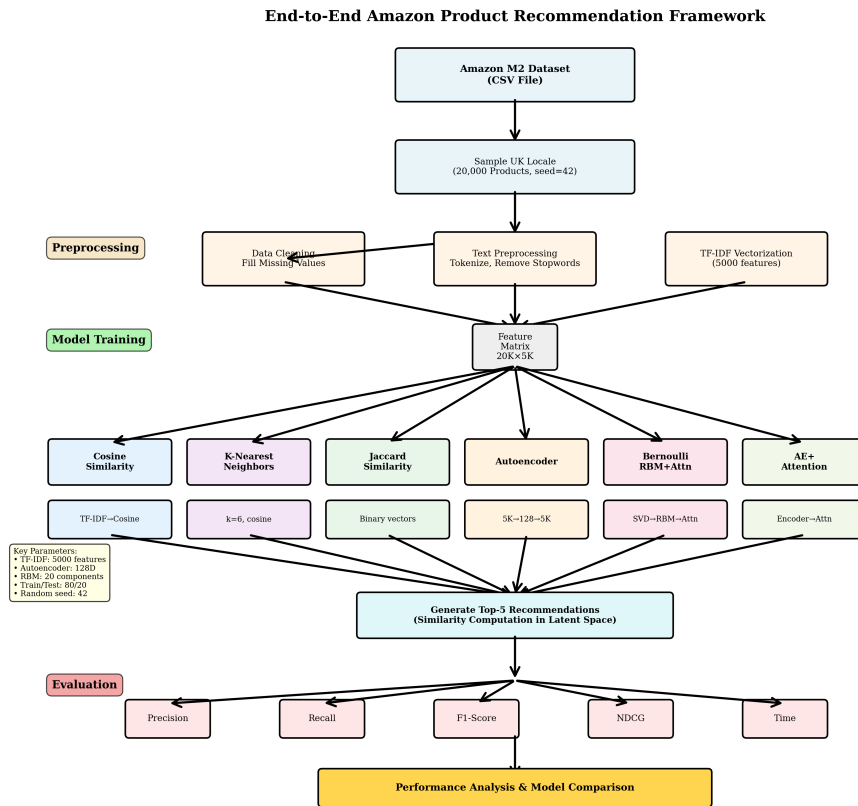 End-to-End Amazon Product Recommendation Framework
Amazon M2 Dataset
(CSV File)
Sample UK Locale
(20,000 Products, seed=42)
Preprocessing
Data Cleaning
Fill Missing Values
Text Preprocessing
Tokenize, Remove Stopwords
TF-IDF Vectorization
(5000 features)
Model Training
Feature
Matrix
20K×5K
Cosine
Similarity
K-Nearest
Neighbors
Jaccard
Similarity
Autoencoder
Bernoulli
RBM+Attn
AE+
Attention
TF-IDF→Cosine
k=6, cosine
Binary vectors
5K→128→5K
SVD→RBM→Attn
Encoder→Attn
Key Parameters:
• TF-IDF: 5000 features
• Autoencoder: 128D
• RBM: 20 components
• Train/Test: 80/20
• Random seed: 42
Generate Top-5 Recommendations
(Similarity Computation in Latent Space)
Evaluation
Precision
Recall
F1-Score
NDCG
Time
Performance Analysis & Model Comparison